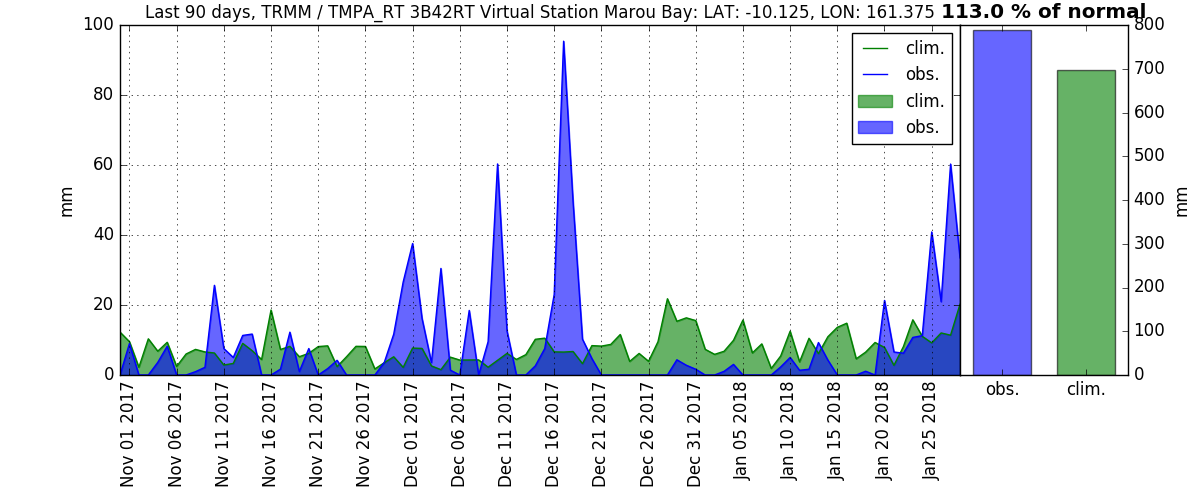 Last 90 days, TRMM / TMPA_RT 3B42RT Virtual Station Marou Bay: LAT: -10.125, LON: 161.375 113.0 % of normal
100
80
60
40
20
0
mm
clim.
obs.
clim.
obs.
Nov 01 2017
Nov 06 2017
Nov 11 2017
Nov 16 2017
Nov 21 2017
Nov 26 2017
Dec 01 2017
Dec 06 2017
Dec 11 2017
Dec 16 2017
Dec 21 2017
Dec 26 2017
Dec 31 2017
Jan 05 2018
Jan 10 2018
Jan 15 2018
Jan 20 2018
Jan 25 2018
800
700
600
500
400
300
200
100
0
mm
obs.
clim.